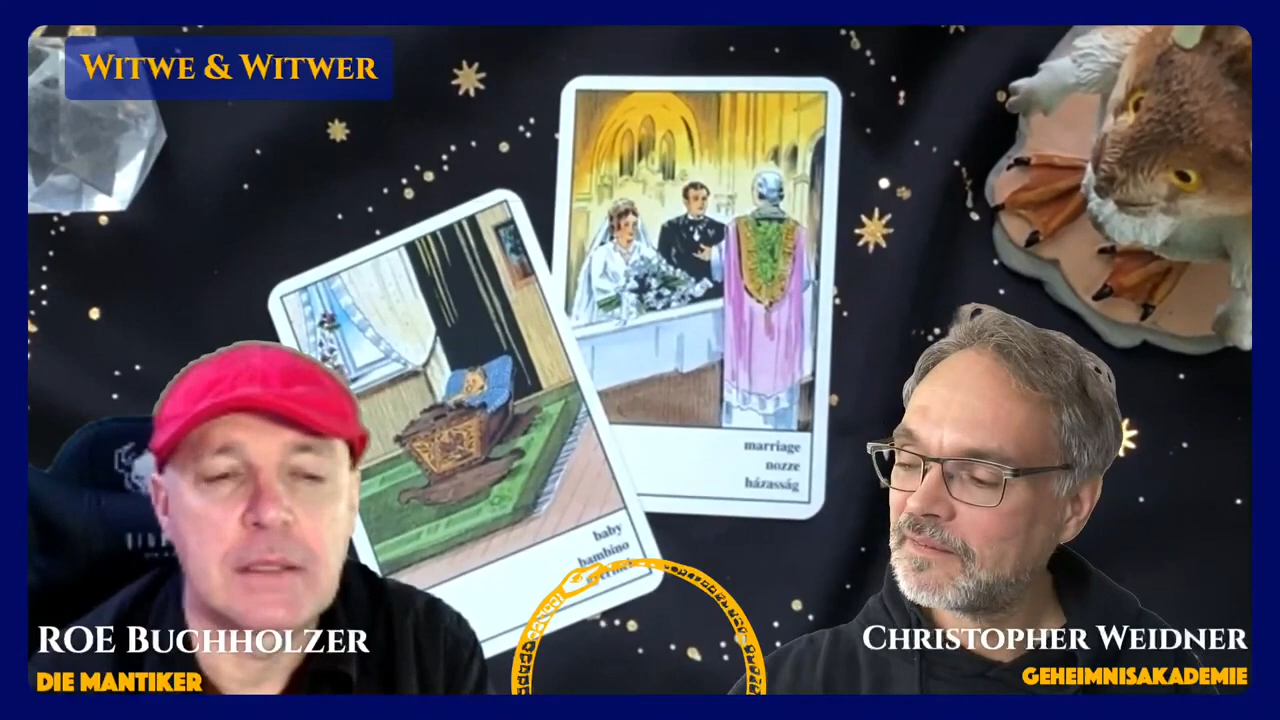 WITWE & WITWER
marriage
nozze
házasság
baby
bambino
ROE BUCHHOLZER
DIE MANTIKER
CHRISTOPHER WEIDNER
GEHEIMNISAKADEMIE